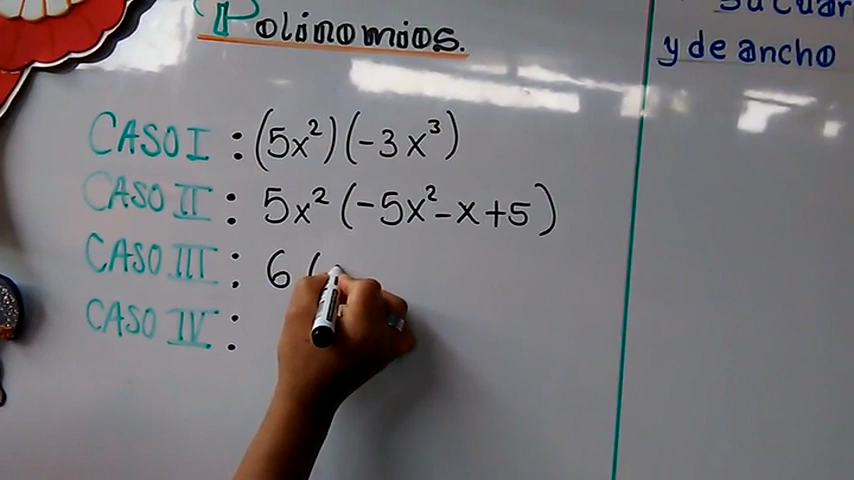 Polinomios.
y de ancho
CASO I : (5x²)(-3x³)
CASO II : 5x²(-5x²-x+5)
CASO III : 6(
CASO IV :